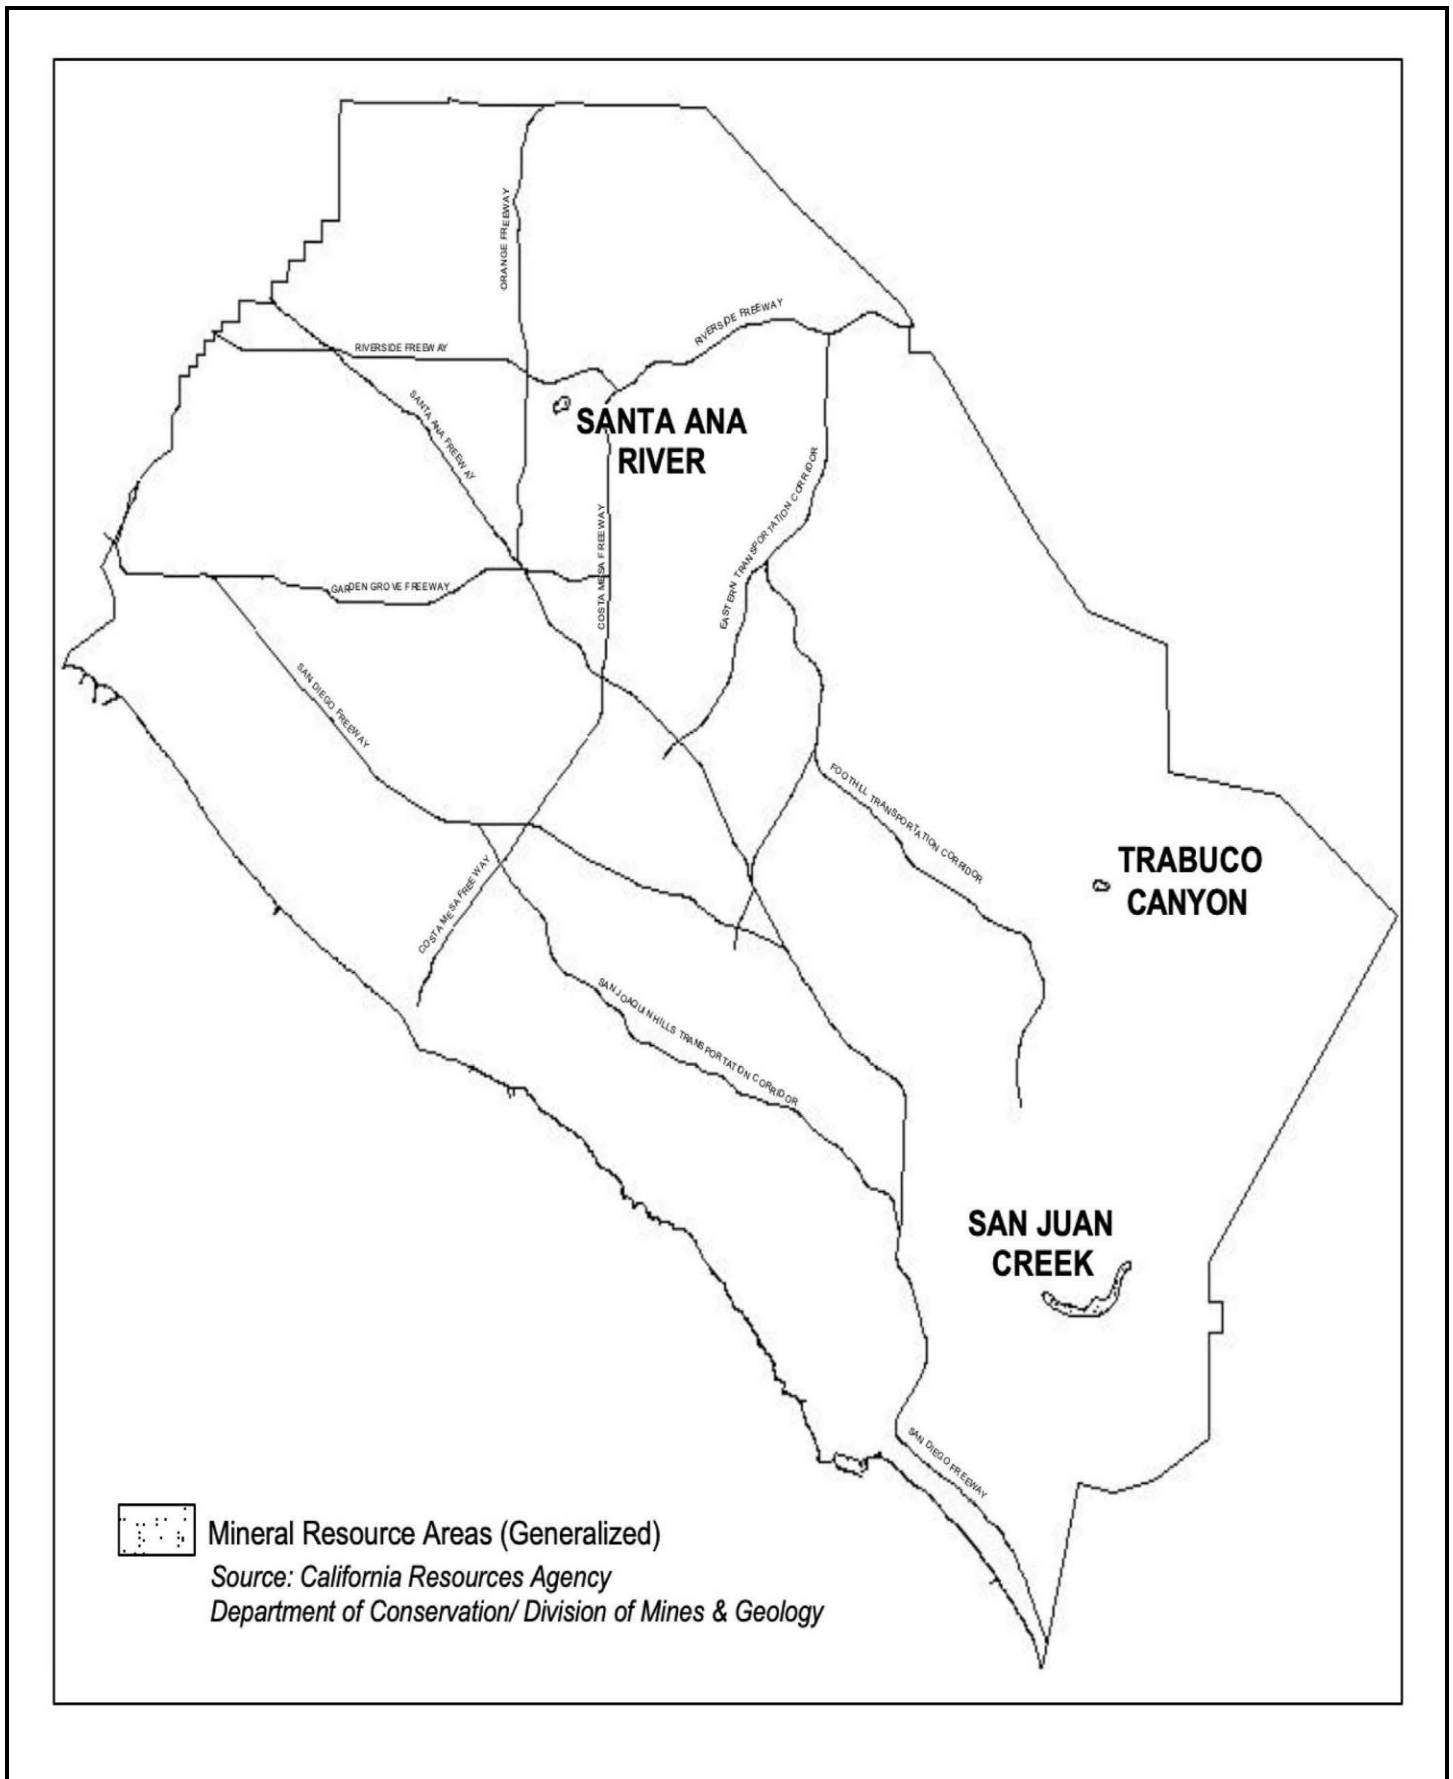 ORANGE FREEWAY
RIVERSIDE FREEWAY
RIVERSIDE FREEWAY
SANTA ANA FREEWAY
SANTA ANA
RIVER
EASTERN TRANSPORTATION CORRIDOR
COSTA MESA FREEWAY
GARDEN GROVE FREEWAY
SAN DIEGO FREEWAY
FOOTHILL TRANSPORTATION CORRIDOR
TRABUCO
CANYON
COSTA MESA FREEWAY
SAN JOAQUIN HILLS TRANSPORTATION CORRIDOR
SAN JUAN
CREEK
SAN DIEGO FREEWAY
Mineral Resource Areas (Generalized)
Source: California Resources Agency
Department of Conservation/ Division of Mines & Geology